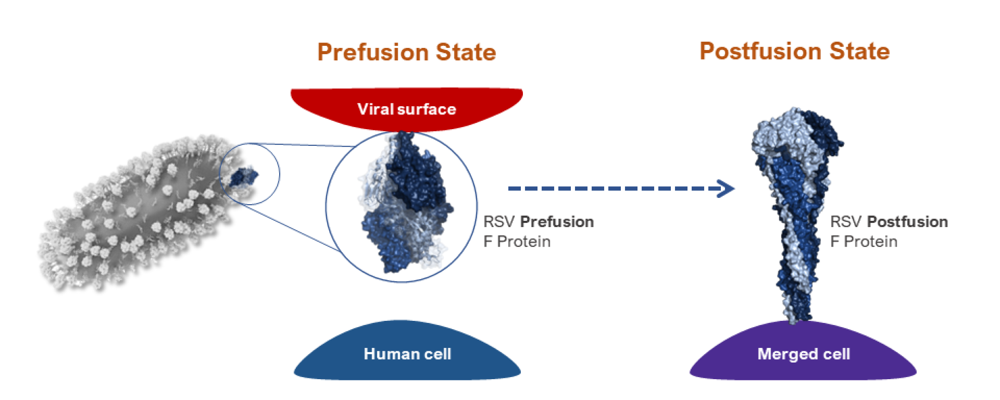 Prefusion State
Postfusion State
Viral surface
RSV Prefusion
F Protein
RSV Postfusion
F Protein
Human cell
Merged cell